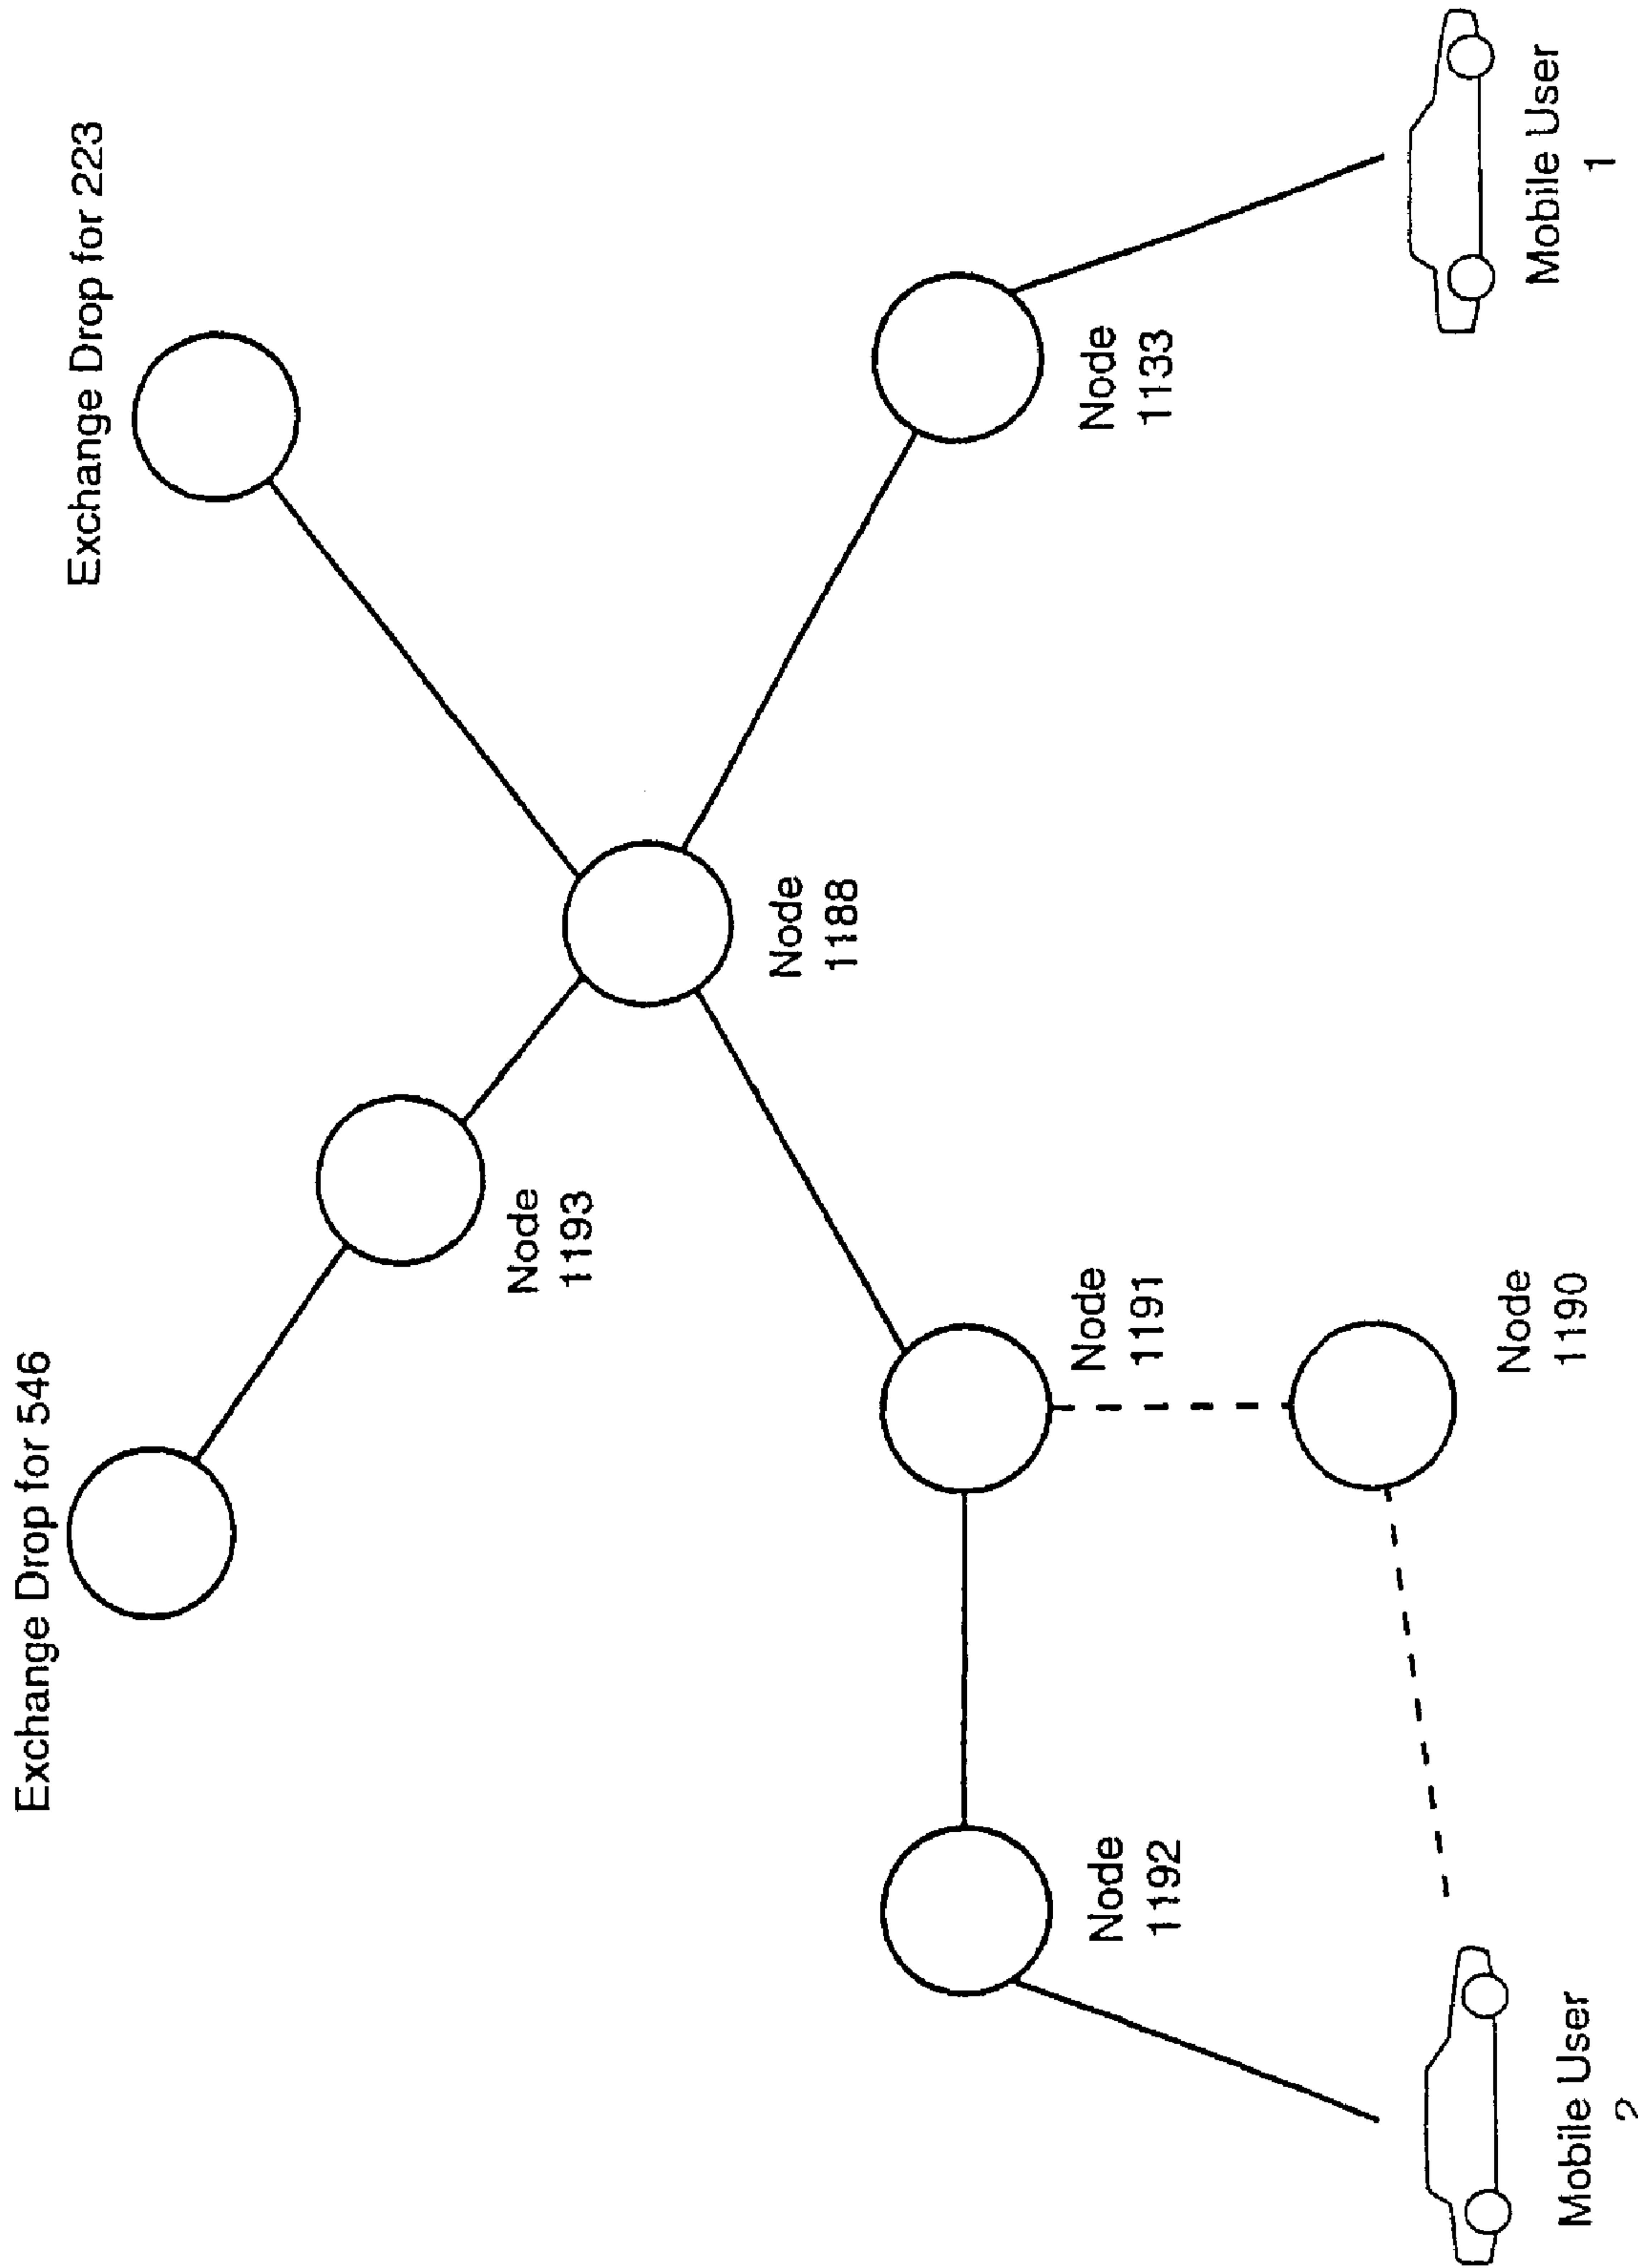 Exchange Drop for 546
Exchange Drop for 223
Node
1193
Node
1188
Node
1192
Node
1191
Node
1133
Node
1190
Mobile User
2
Mobile User
1